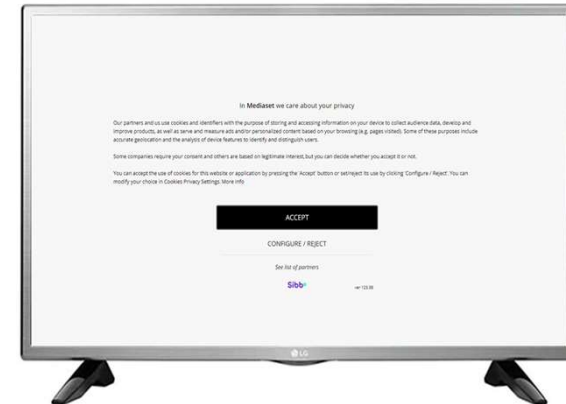 In Mediaset we care about your privacy
Our partners and us use cookies and identifiers with the purpose of storing and accessing information on your device to collect audience data, develop and
improve products, as well as serve and measure ads and/or personalized content based on your browsing (e.g. pages visited). Some of these purposes include
accurate geolocation and the analysis of device features to identify and distinguish users.
Some companies require your consent and others are based on legitimate interest, but you can decide whether you accept it or not.
You can accept the use of cookies for this website or application by pressing the 'Accept' button or set/reject its use by clicking 'Configure / Reject'. You can
modify your choice in Cookies Privacy Settings. More info
ACCEPT
CONFIGURE / REJECT
See list of partners
Sibbo
LG